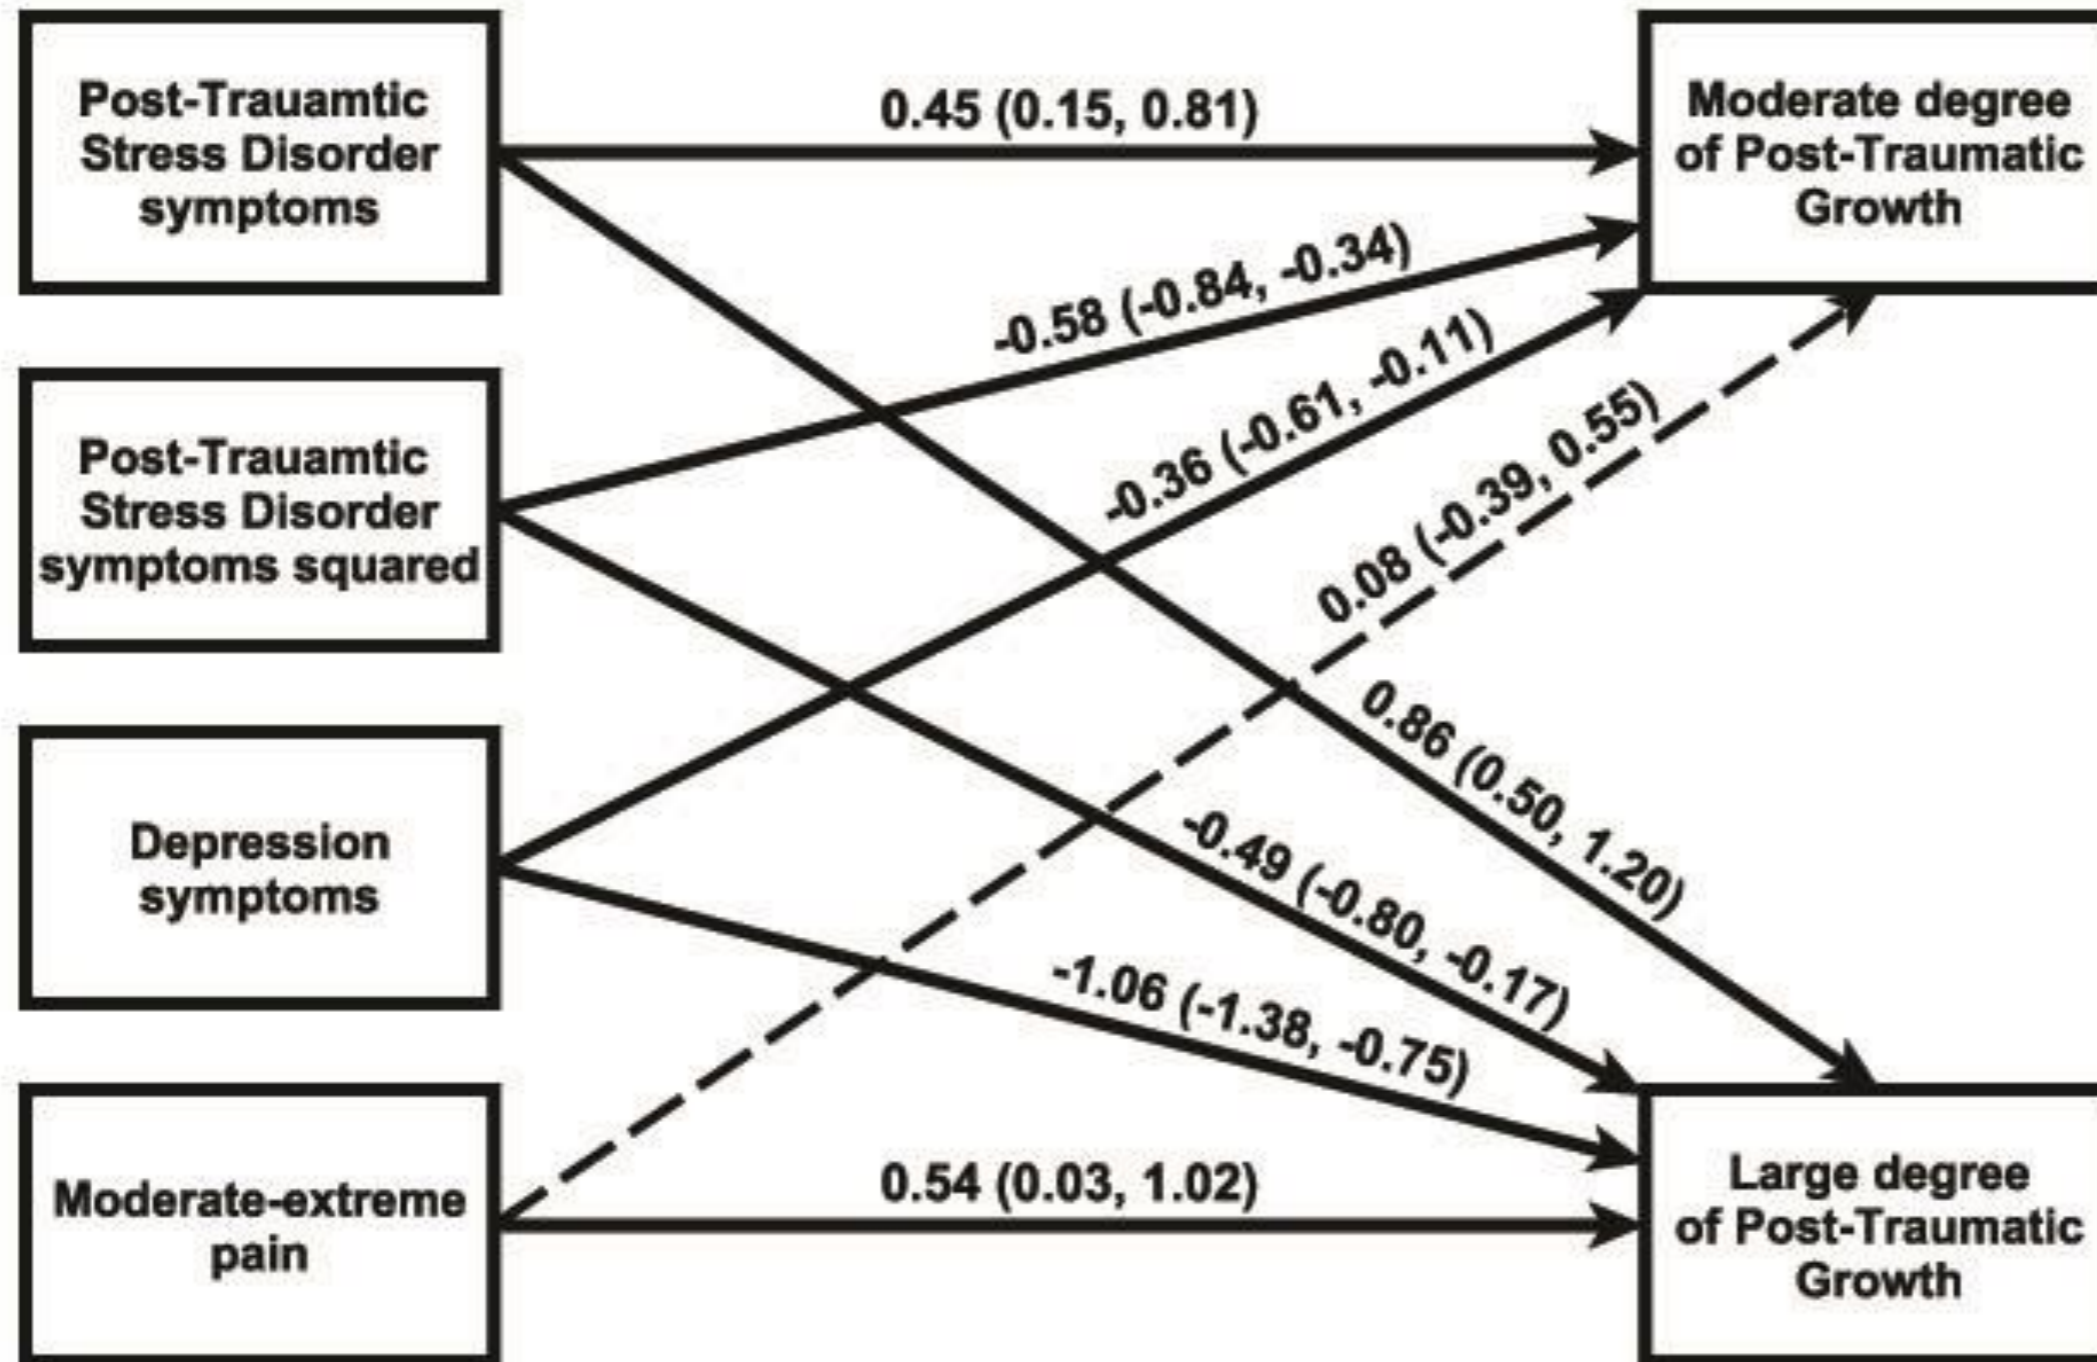 Post-Trauamtic
Stress Disorder
symptoms
0.45 (0.15, 0.81)
Moderate degree
of Post-Traumatic
Growth
-0.58 (-0.84, -0.34)
-0.36 (-0.61, -0.11)
0.08 (-0.39, 0.55)
Post-Trauamtic
Stress Disorder
symptoms squared
0.86 (0.50, 1.20)
-0.49 (-0.80, -0.17)
Depression
symptoms
-1.06 (-1.38, -0.75)
Moderate-extreme
pain
0.54 (0.03, 1.02)
Large degree
of Post-Traumatic
Growth